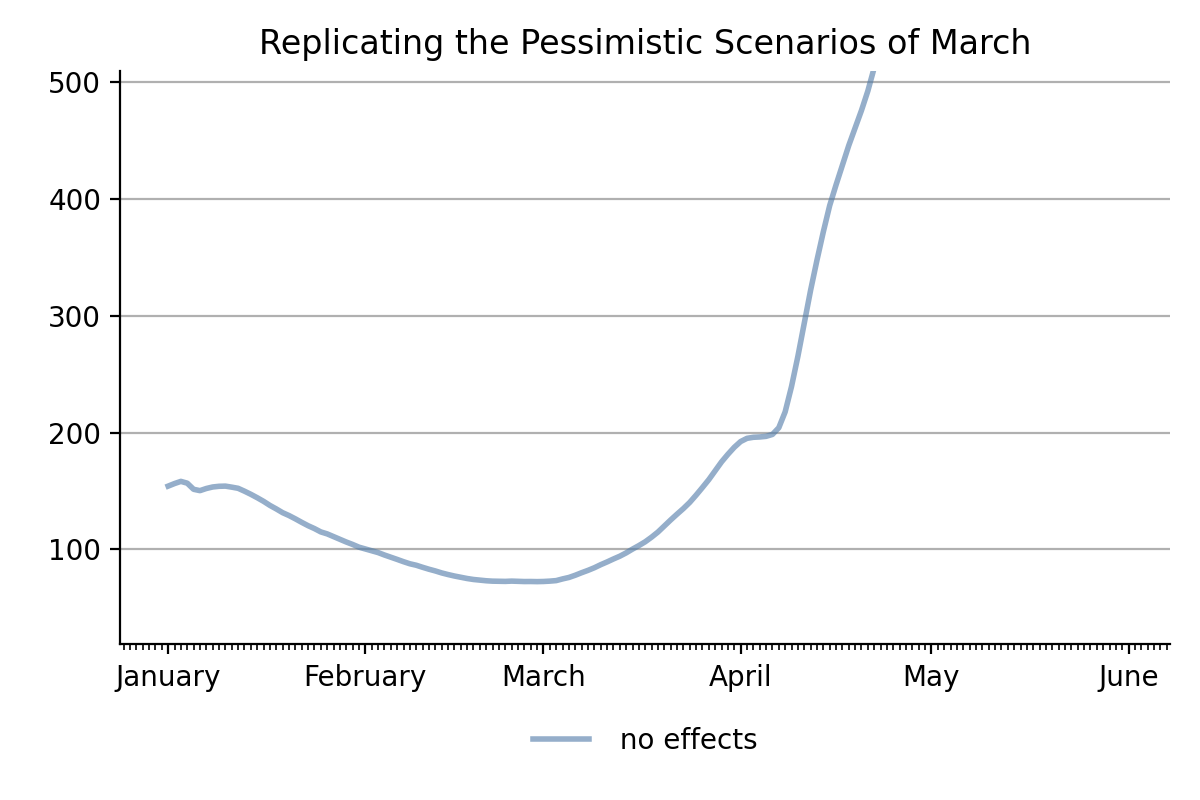 Replicating the Pessimistic Scenarios of March
500
400
300
200
100
January February March April May June
no effects